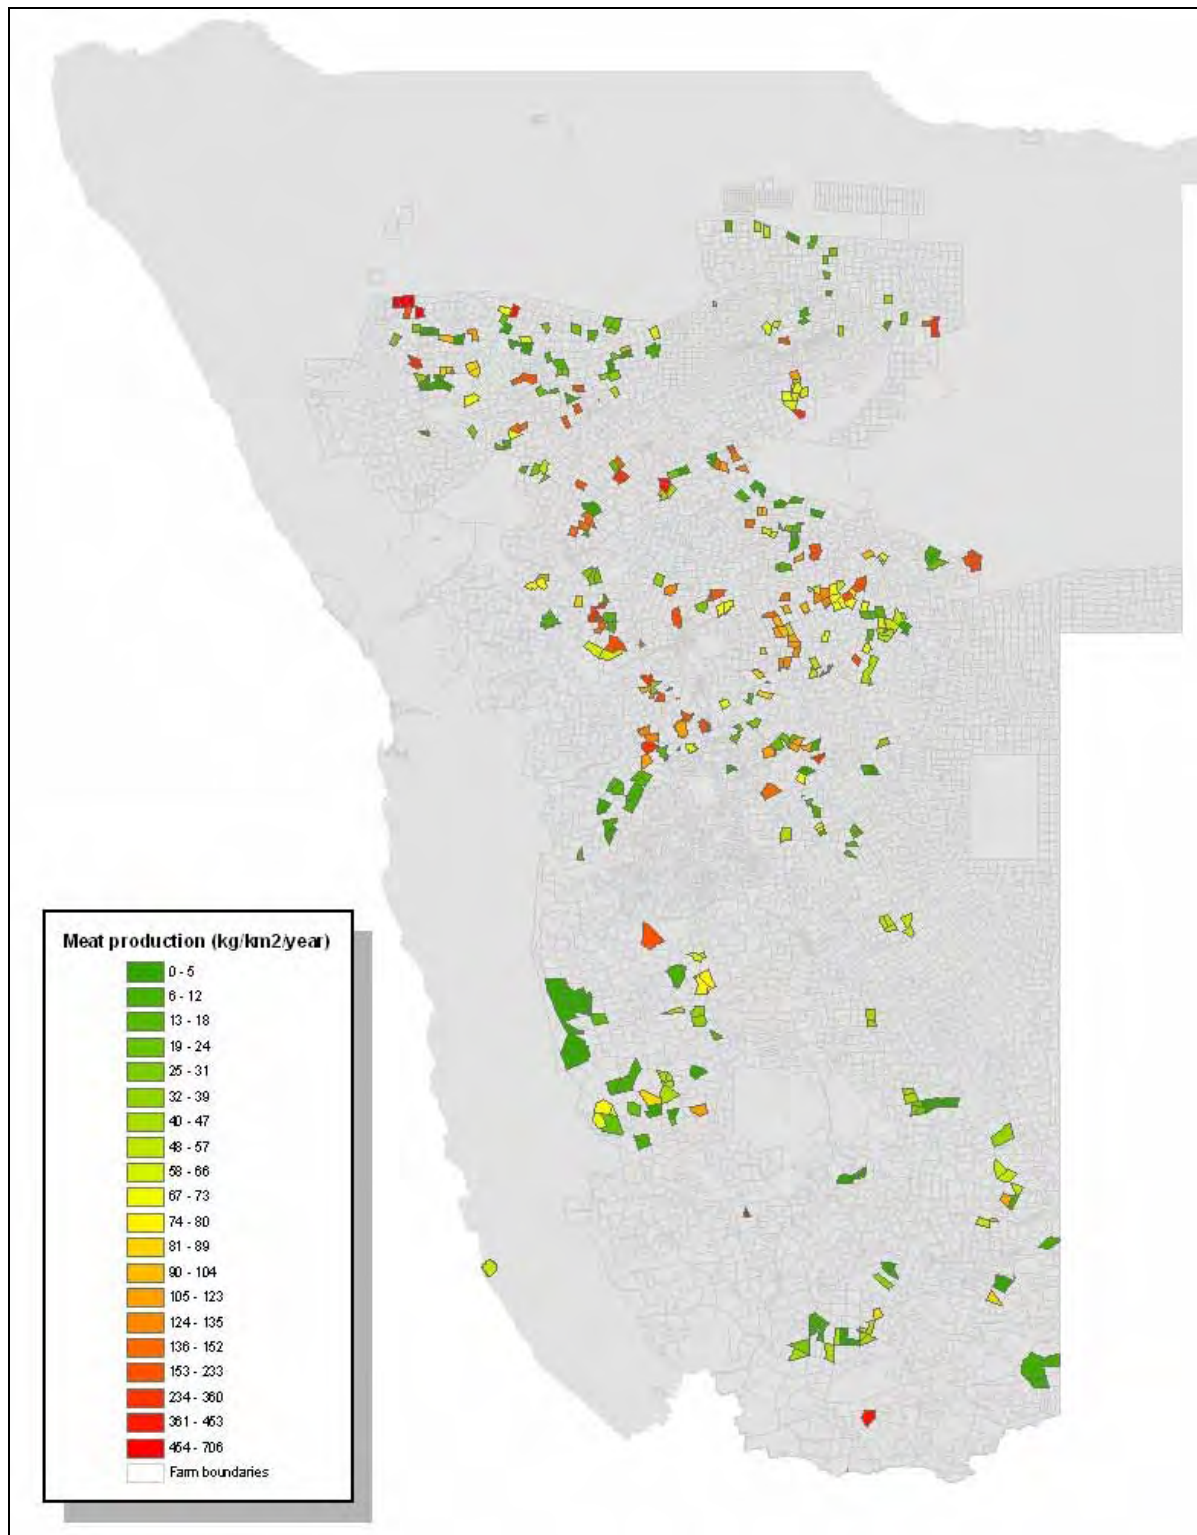 Meat production (kg/km2/year)
0 - 5
6 - 12
13 - 18
19 - 24
25 - 31
32 - 39
40 - 47
48 - 57
58 - 66
67 - 73
74 - 80
81 - 89
90 - 104
105 - 123
124 - 135
136 - 152
153 - 233
234 - 360
361 - 453
454 - 706
Farm boundaries